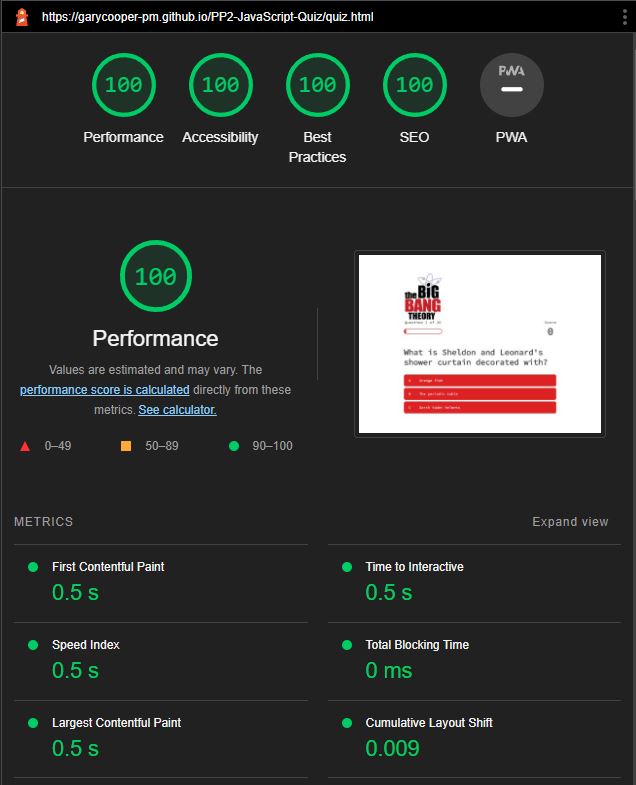 https://garycooper-pm.github.io/PP2-JavaScript-Quiz/quiz.html
100 100 100 100 PWA
Performance Accessibility Best Practices SEO PWA
100
Performance
Values are estimated and may vary. The
performance score is calculated directly from these
metrics. See calculator.
0–49 50–89 90–100
the BIG
BANG
THEORY
Question 1 of 10
Score
0
What is Sheldon and Leonard's
shower curtain decorated with?
A Orange fish
B The periodic table
C Darth Vader helmets
METRICS Expand view
First Contentful Paint
0.5 s
Time to Interactive
0.5 s
Speed Index
0.5 s
Total Blocking Time
0 ms
Largest Contentful Paint
0.5 s
Cumulative Layout Shift
0.009